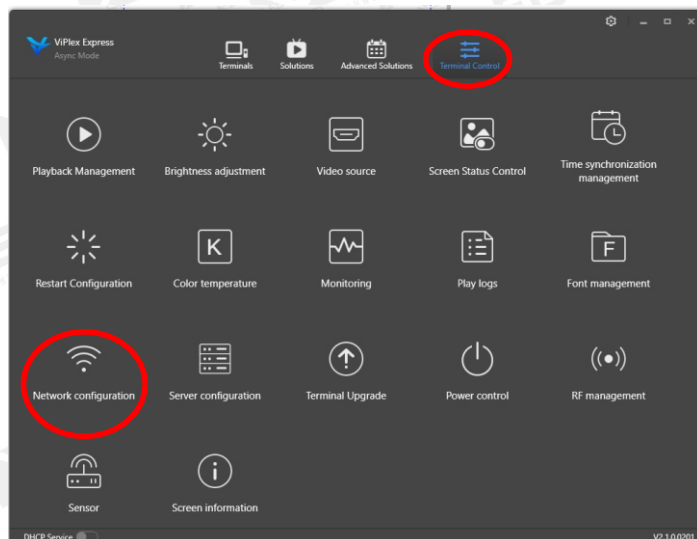 ViPlex Express
Async Mode
Terminals
Solutions
Advanced Solutions
Terminal Control
Playback Management
Brightness adjustment
Video source
Screen Status Control
Time synchronization
management
Restart Configuration
K
Color temperature
Monitoring
Play logs
F
Font management
Network configuration
Server configuration
Terminal Upgrade
Power control
RF management
Sensor
Screen information
DHCP Service
V2.1.0.0201